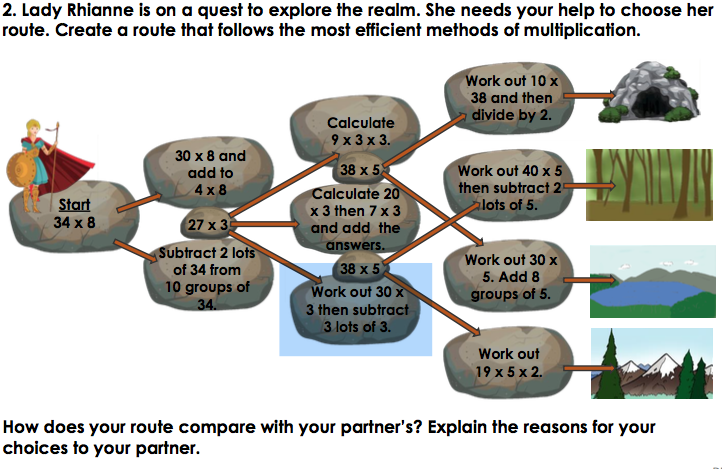 2. Lady Rhianne is on a quest to explore the realm. She needs your help to choose her
route. Create a route that follows the most efficient methods of multiplication.
Start
34 x 8
30 x 8 and
add to
4 x 8
27 x 3
Subtract 2 lots
of 34 from
10 groups of
34.
Calculate
9 x 3 x 3.
38 x 5
Calculate 20
x 3 then 7 x 3
and add the
answers.
38 x 5
Work out 30 x
3 then subtract
3 lots of 3.
Work out 10 x
38 and then
divide by 2.
Work out 40 x 5
then subtract 2
lots of 5.
Work out 30 x
5. Add 8
groups of 5.
Work out
19 x 5 x 2.
How does your route compare with your partner's? Explain the reasons for your
choices to your partner.